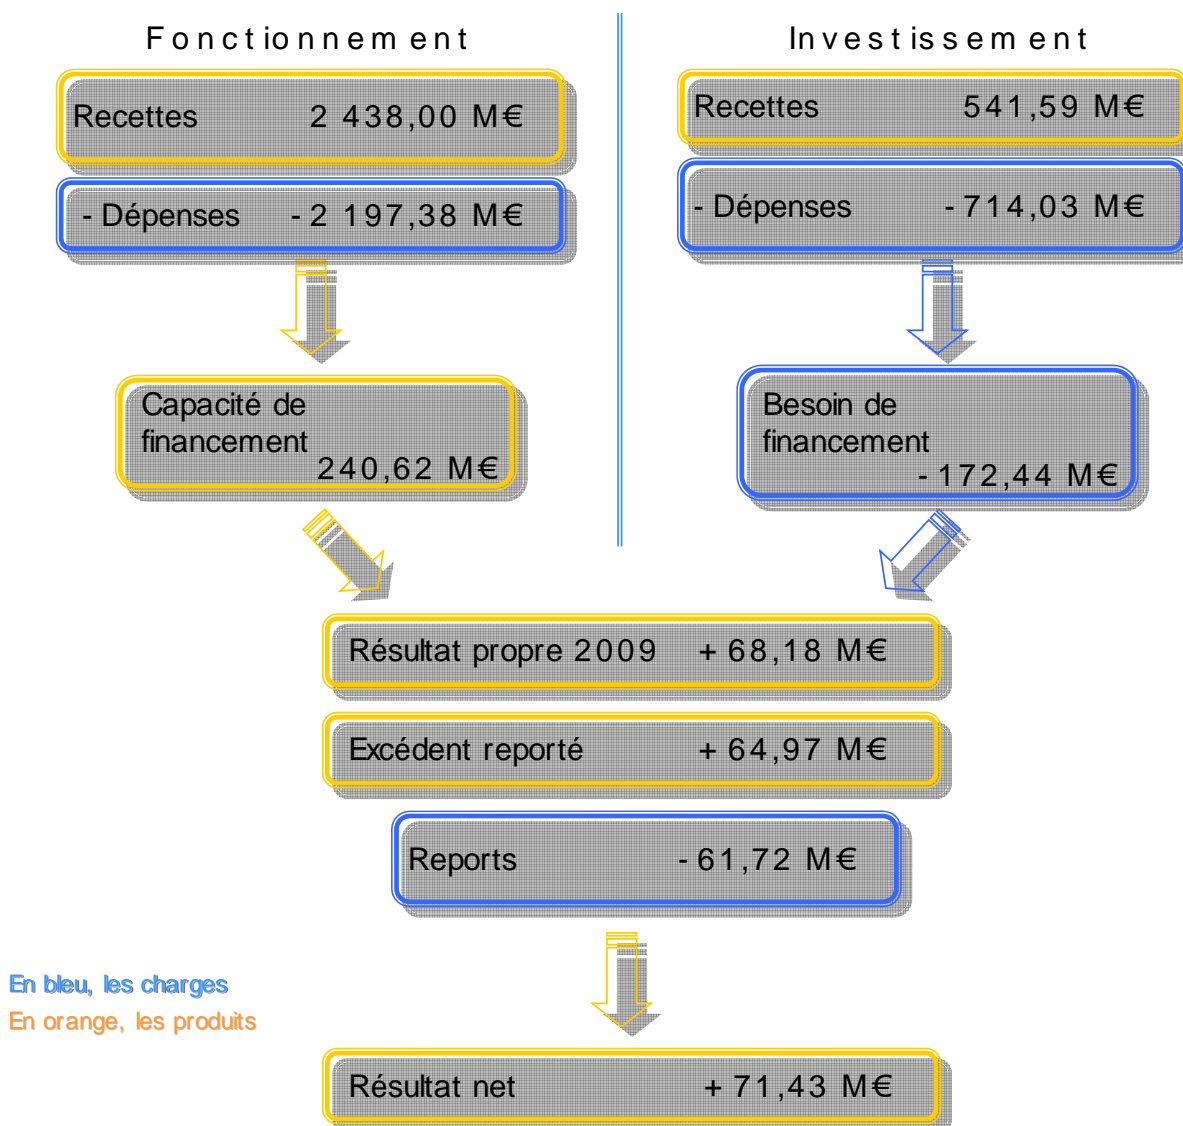 Fonctionnement
Recettes 2 438,00 M€
- Dépenses - 2 197,38 M€
Capacité de
financement
240,62 M€
Investissement
Recettes 541,59 M€
- Dépenses - 714,03 M€
Besoin de
financement
- 172,44 M€
Résultat propre 2009 + 68,18 M€
Excédent reporté + 64,97 M€
Reports - 61,72 M€
En bleu, les charges
En orange, les produits
Résultat net + 71,43 M€